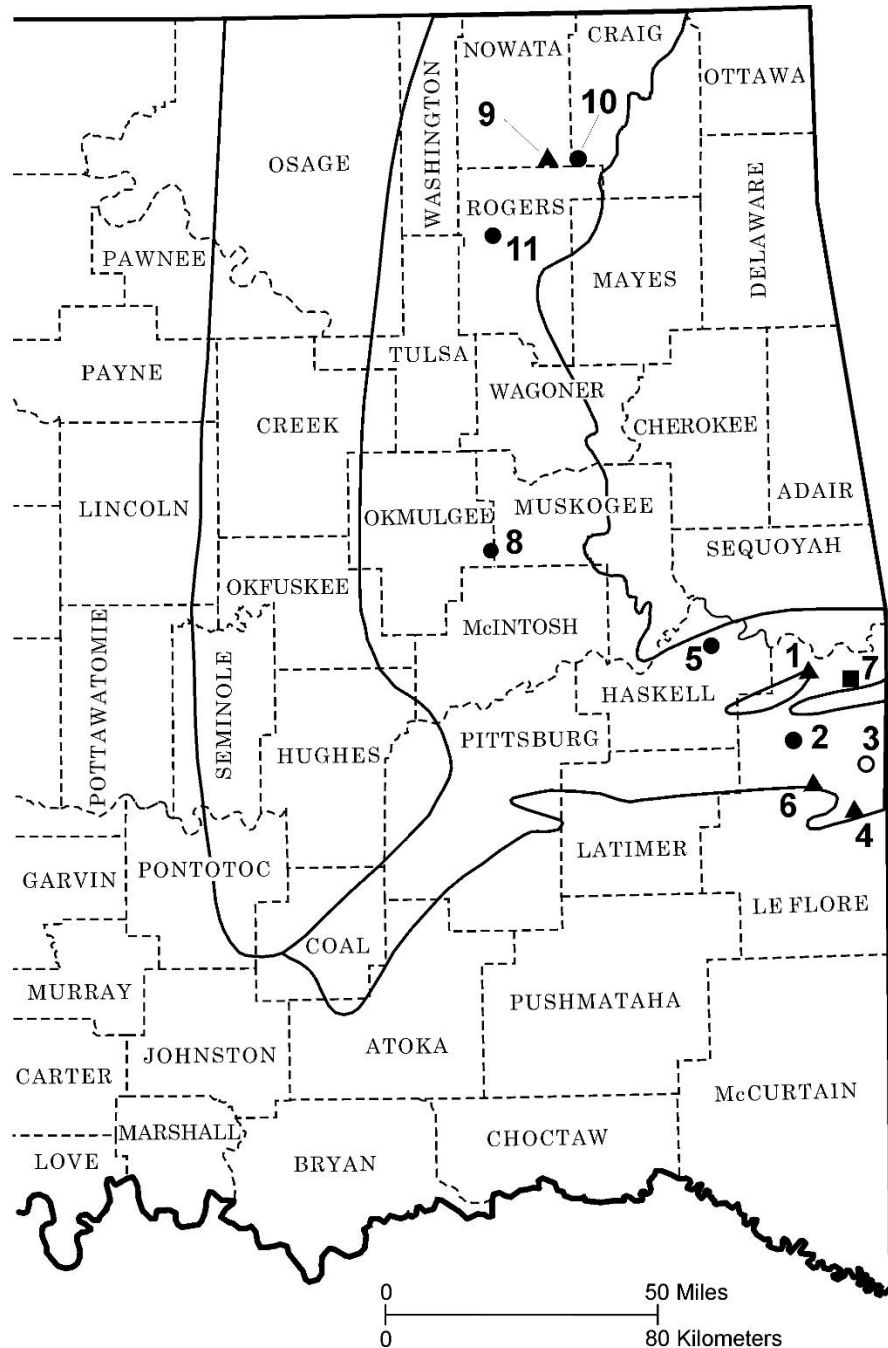 CRAIG
NOWATA
OTTAWA
9
10
WASHINGTON
OSAGE
DELAWARE
ROGERS
11
PAWNEE
MAYES
TULSA
PAYNE
WAGONER
CREEK
CHEROKEE
ADAIR
LINCOLN
OKMULGEE
MUSKOGEE
8
SEQUOYAH
OKFUSKEE
McINTOSH
POTTAWATOMIE
SEMINOLE
5
1
7
HASKELL
HUGHES
PITTSBURG
2
3
6
4
LATIMER
GARVIN
PONTOTOC
LE FLORE
COAL
MURRAY
PUSHMATAHA
ATOKA
JOHNSTON
CARTER
McCURTAIN
MARSHALL
CHOCTAW
LOVE
BRYAN
0 50 Miles
0 80 Kilometers